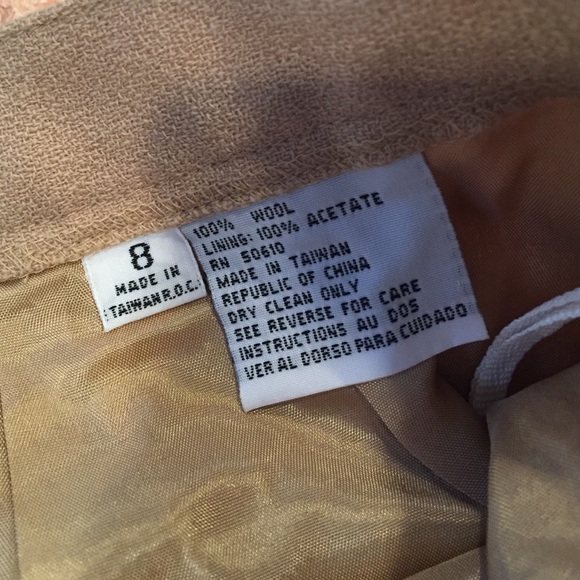 8
MADE IN
TAIWAN R.O.C.
100% WOOL
LINING: 100% ACETATE
RN 50610
MADE IN TAIWAN
REPUBLIC OF CHINA
DRY CLEAN ONLY
SEE REVERSE FOR CARE
INSTRUCTIONS AU DOS
VER AL DORSO PARA CUIDADO